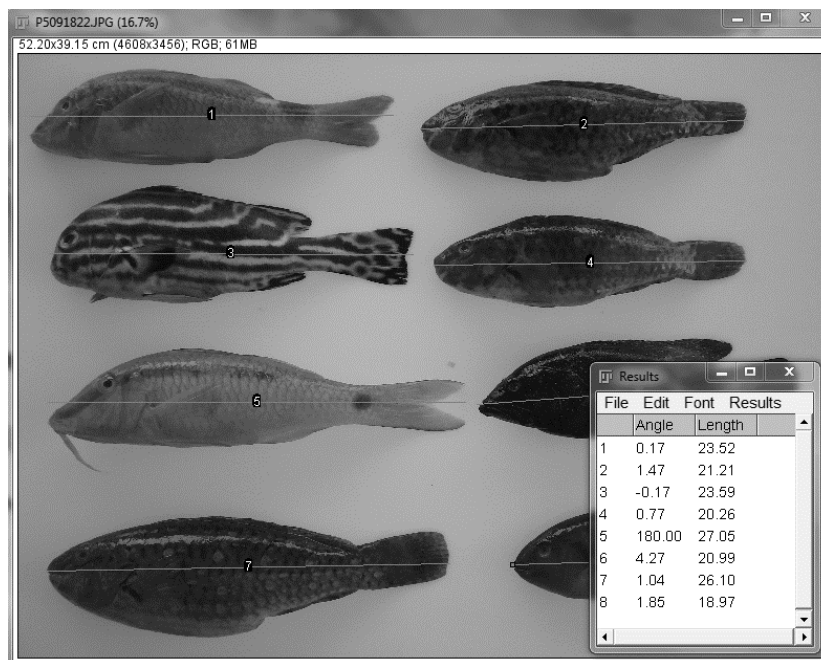 P5091822.JPG (16.7%)
52.20x39.15 cm (4608x3456); RGB; 61MB
1
2
3
4
5
7
Results
File Edit Font Results
Angle Length
1 0.17 23.52
2 1.47 21.21
3 -0.17 23.59
4 0.77 20.26
5 180.00 27.05
6 4.27 20.99
7 1.04 26.10
8 1.85 18.97